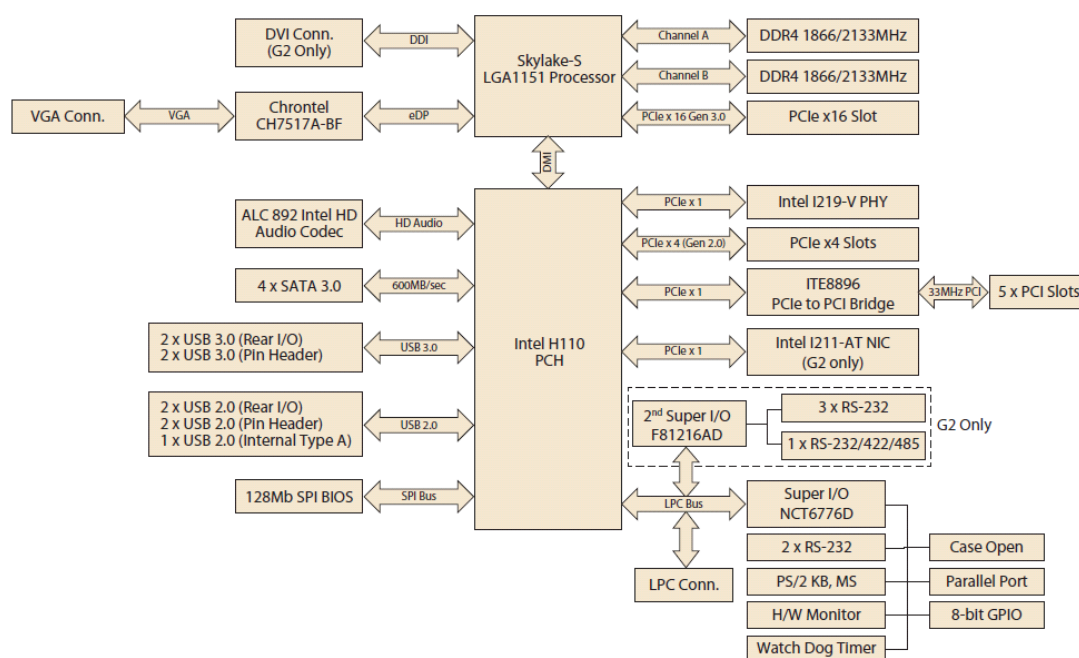 DVI Conn.
(G2 Only)
DDI
Skylake-S
LGA1151 Processor
Channel A
DDR4 1866/2133MHz
Channel B
DDR4 1866/2133MHz
VGA Conn.
VGA
Chrontel
CH7517A-BF
eDP
PCIe x 16 Gen 3.0
PCIe x16 Slot
DMI
ALC 892 Intel HD
Audio Codec
HD Audio
Intel H110
PCH
PCIe x 1
Intel I219-V PHY
PCIe x 4 (Gen 2.0)
PCIe x4 Slots
4 x SATA 3.0
600MB/sec
PCIe x 1
ITE8896
PCIe to PCI Bridge
33MHz PCI
5 x PCI Slots
2 x USB 3.0 (Rear I/O)
2 x USB 3.0 (Pin Header)
USB 3.0
PCIe x 1
Intel I211-AT NIC
(G2 only)
2 x USB 2.0 (Rear I/O)
2 x USB 2.0 (Pin Header)
1 x USB 2.0 (Internal Type A)
USB 2.0
2nd Super I/O
F81216AD
3 x RS-232
1 x RS-232/422/485
G2 Only
128Mb SPI BIOS
SPI Bus
LPC Bus
Super I/O
NCT6776D
LPC Conn.
2 x RS-232
Case Open
PS/2 KB, MS
Parallel Port
H/W Monitor
8-bit GPIO
Watch Dog Timer